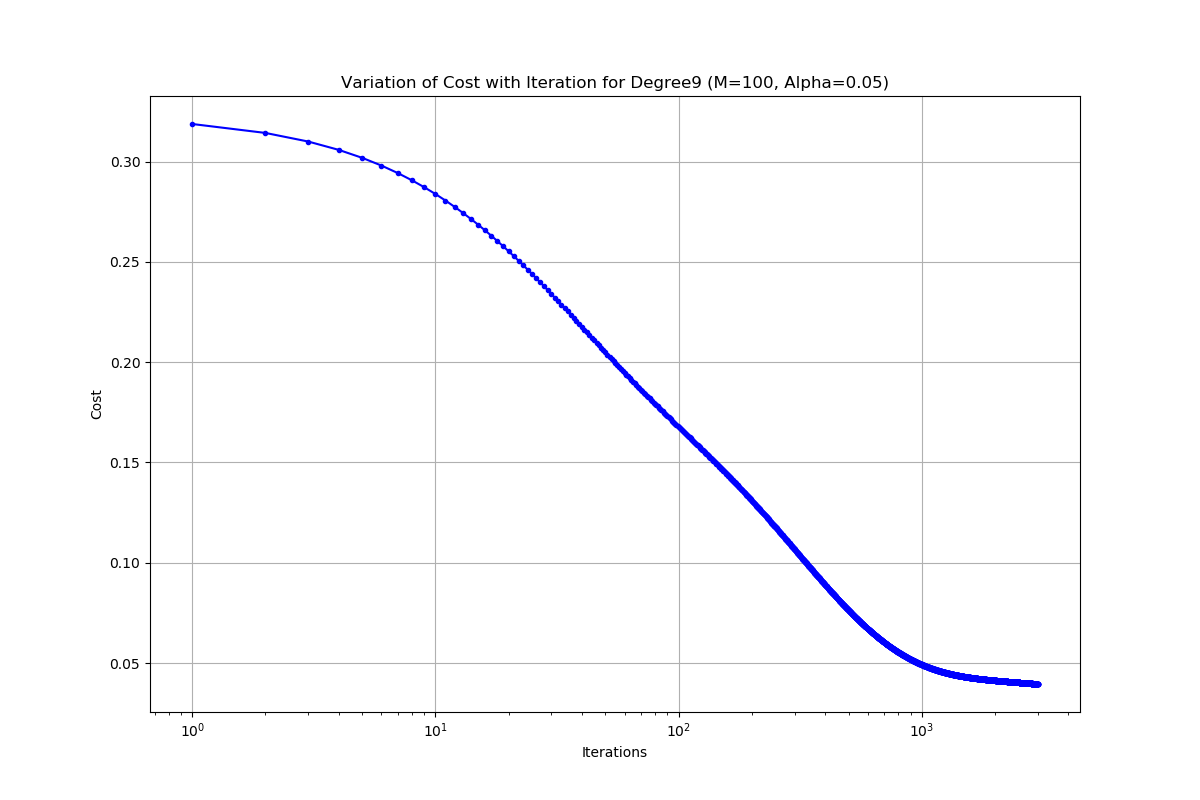 Variation of Cost with Iteration for Degree9 (M=100, Alpha=0.05)
0.30
0.25
0.20
0.15
0.10
0.05
Cost
10⁰ 10¹ 10² 10³
Iterations